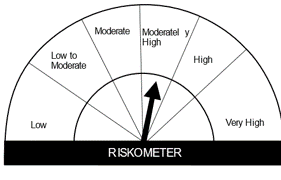 Low
Low to
Moderate
Moderate
Moderatel y
High
High
Very High
RISKOMETER